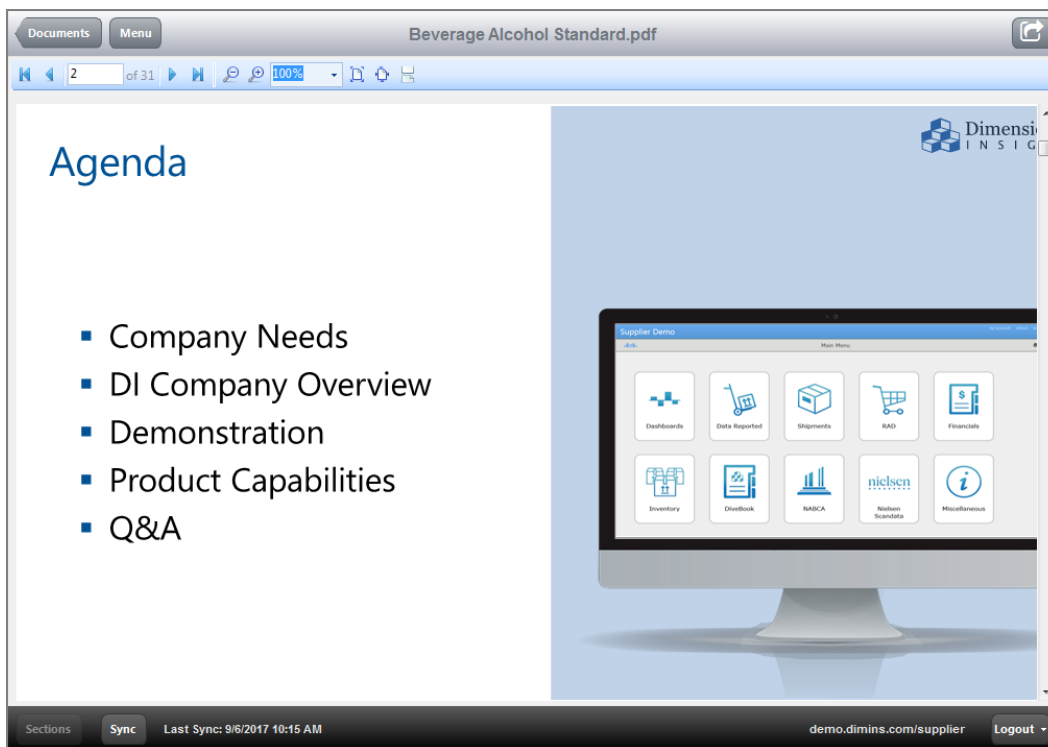 Documents
Menu
Beverage Alcohol Standard.pdf
2
of 31
100%
Dimensi
INSIG
Agenda
Company Needs
DI Company Overview
Demonstration
Product Capabilities
Q&A
Supplier Demo
Main Menu
Dashboards
Data Reported
Shipments
RAD
Financials
nielsen
Inventory
DiveBook
NABCA
Nielsen
Scandata
Miscellaneous
Sections
Sync
Last Sync: 9/6/2017 10:15 AM
demo.dimins.com/supplier
Logout